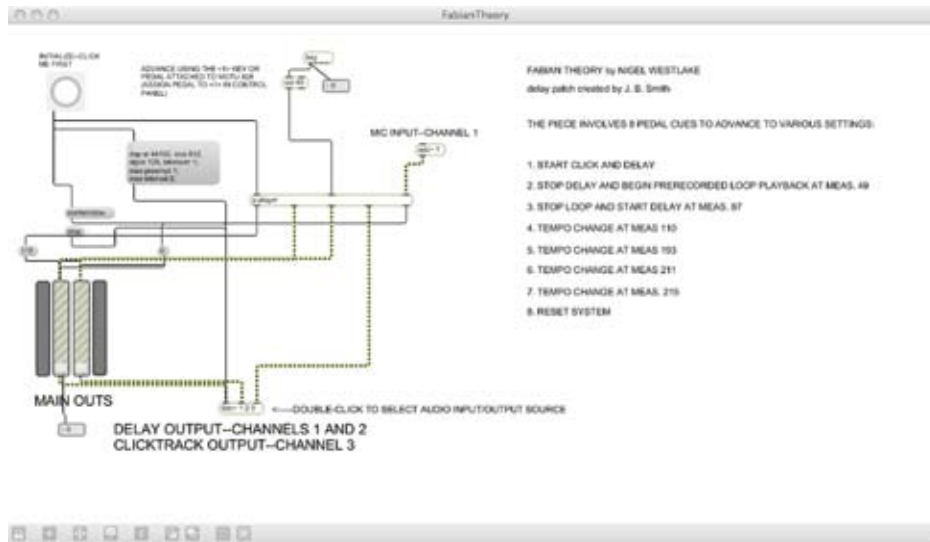 FabianTheory
INITIALIZE--CLICK
ME FIRST
ADVANCE USING THE <1> KEY OR
PEDAL ATTACHED TO MOTU 828
(ASSIGN PEDAL TO <1> IN CONTROL
PANEL)
key
MIC INPUT--CHANNEL 1
FABIAN THEORY by NIGEL WESTLAKE
delay patch created by J. B. Smith
THE PIECE INVOLVES 8 PEDAL CUES TO ADVANCE TO VARIOUS SETTINGS:
1. START CLICK AND DELAY
2. STOP DELAY AND BEGIN PRERECORDED LOOP PLAYBACK AT MEAS. 49
3. STOP LOOP AND START DELAY AT MEAS. 87
4. TEMPO CHANGE AT MEAS 110
5. TEMPO CHANGE AT MEAS 193
6. TEMPO CHANGE AT MEAS 211
7. TEMPO CHANGE AT MEAS. 215
8. RESET SYSTEM
MAIN OUTS
<----DOUBLE-CLICK TO SELECT AUDIO INPUT/OUTPUT SOURCE
DELAY OUTPUT--CHANNELS 1 AND 2
CLICKTRACK OUTPUT--CHANNEL 3